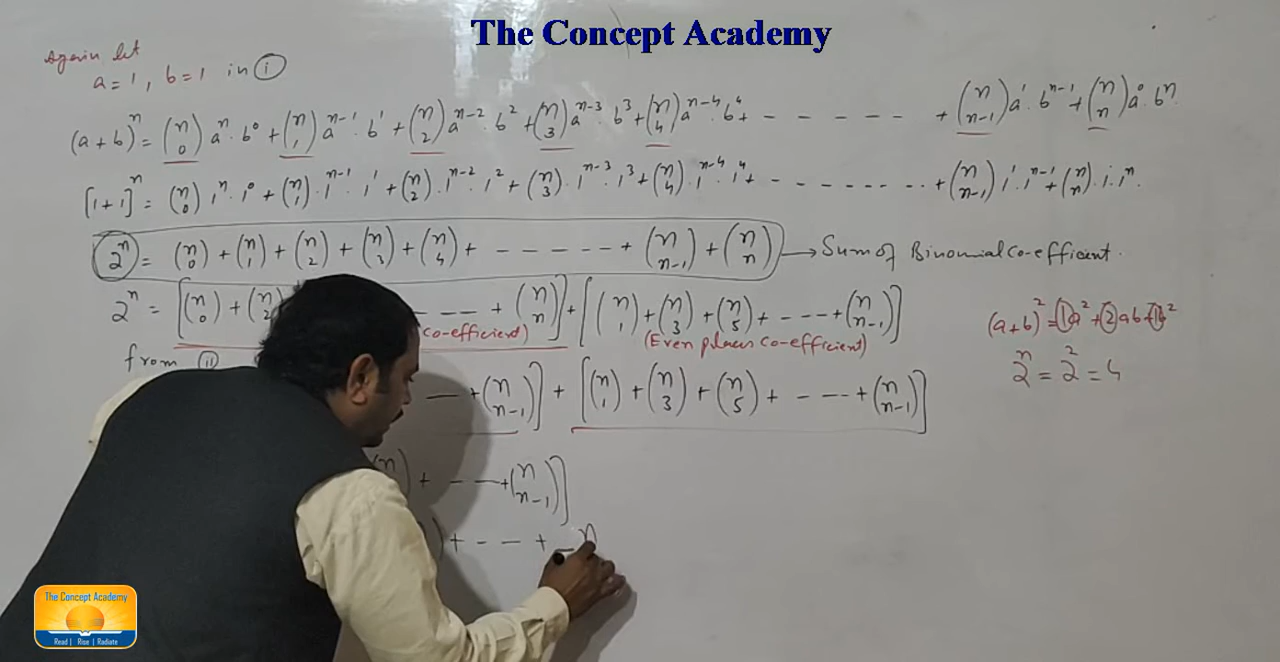 The Concept Academy
again let
a=1, b=1 in (i)
(a+b)^n = (n 0) a^n . b^0 + (n 1) a^{n-1} . b^1 + (n 2) a^{n-2} . b^2 + (n 3) a^{n-3} . b^3 + (n 4) a^{n-4} . b^4 + - - - - - - + (n n-1) a^1 . b^{n-1} + (n n) a^0 . b^n
[1+1]^n = (n 0) 1^n . 1^0 + (n 1) . 1^{n-1} . 1^1 + (n 2) . 1^{n-2} . 1^2 + (n 3) . 1^{n-3} . 1^3 + (n 4) . 1^{n-4} . 1^4 + - - - - - - - + (n n-1) 1^1 . 1^{n-1} + (n n) . 1 . 1^n .
2^n = (n 0) + (n 1) + (n 2) + (n 3) + (n 4) + - - - - - - + (n n-1) + (n n) → Sum of Binomial co-efficient .
2^n = [(n 0) + (n 2) - - - + (n n)] + [(n 1) + (n 3) + (n 5) + - - - - + (n n-1)]
co-efficient) (Even places co-efficient)
(a+b)^2 = 1a^2 + 2ab + 1b^2
2^n = 2^2 = 4
from (ii)
- - - + (n n-1)] + [(n 1) + (n 3) + (n 5) + - - - + (n n-1)]
+ - - - + (n n-1)]
+ - - - + n
The Concept Academy
Read | Rise | Radiate